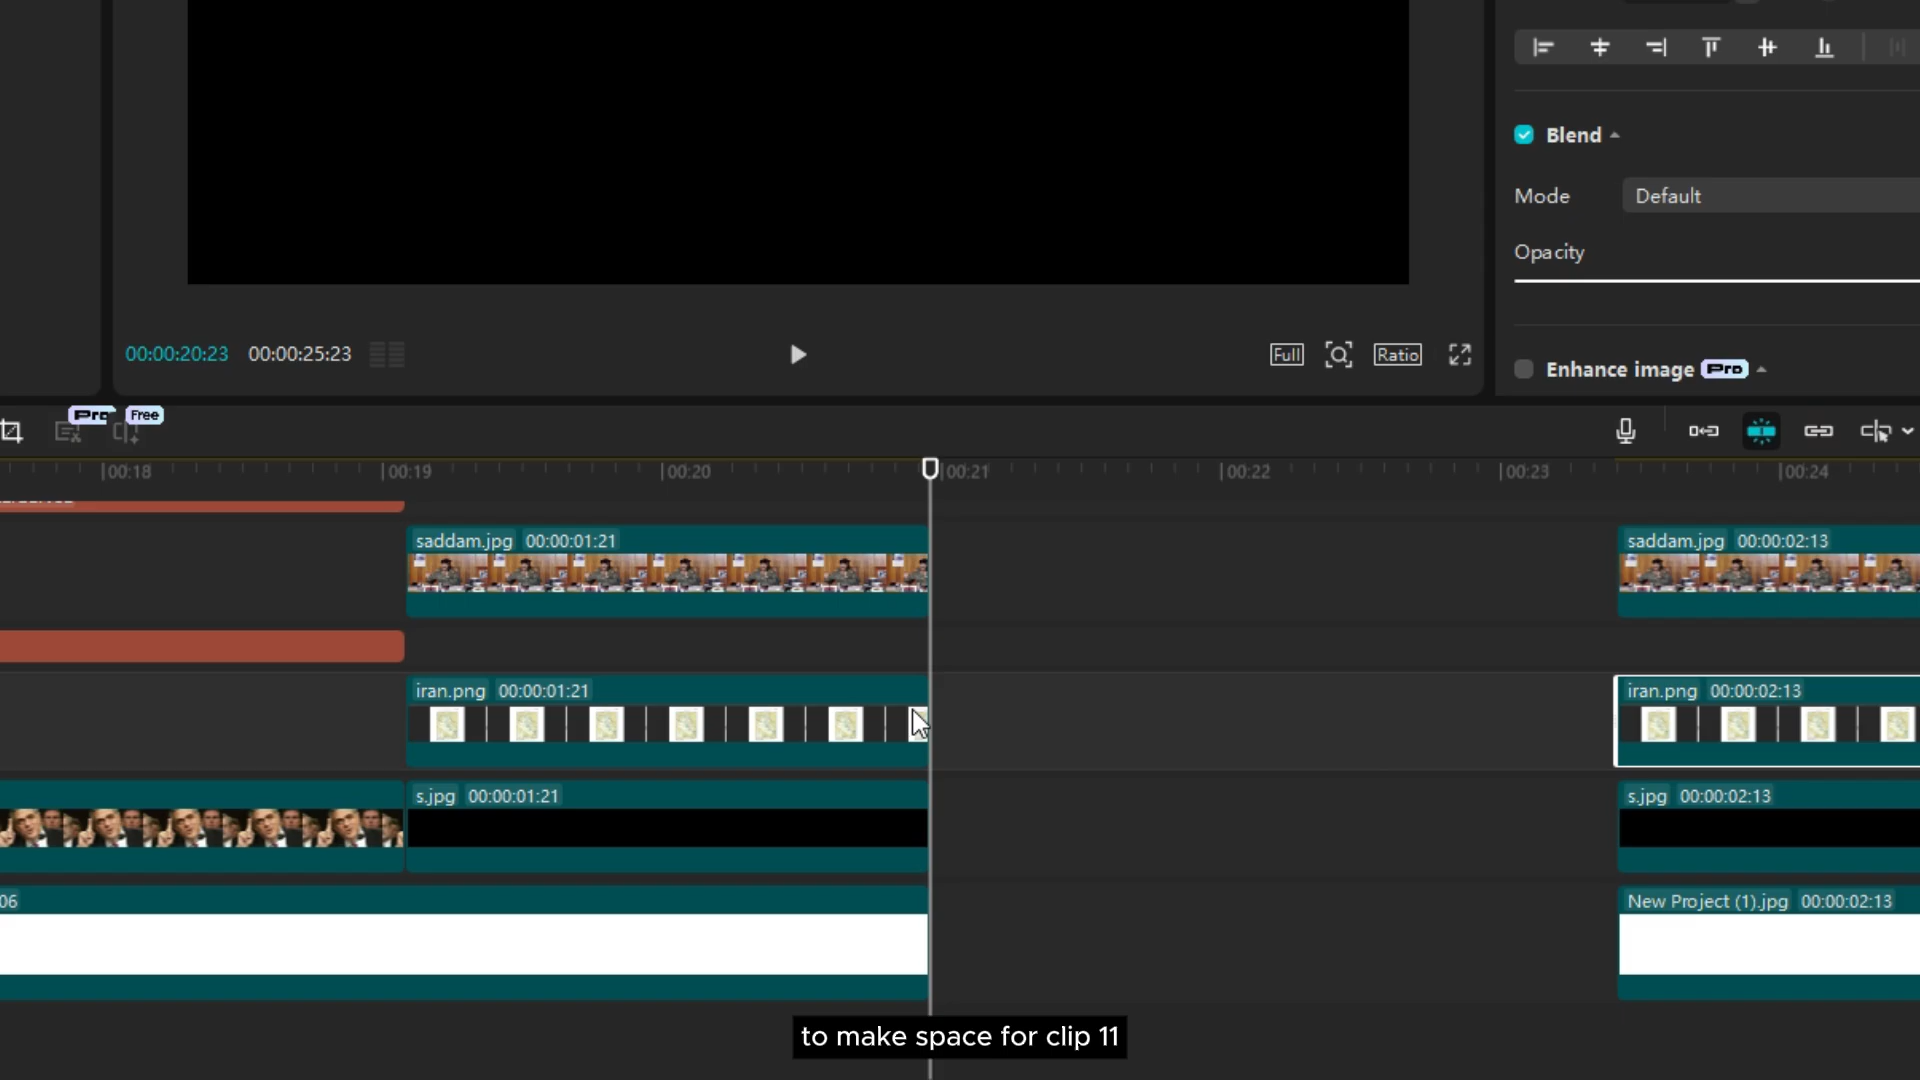 Blend
Mode Default
Opacity
00:00:20:23 00:00:25:23 Full Ratio
Enhance image Pro
Pro Free
00:18 00:19 00:20 00:21 00:22 00:23 00:24
saddam.jpg 00:00:01:21 saddam.jpg 00:00:02:13
iran.png 00:00:01:21 iran.png 00:00:02:13
s.jpg 00:00:01:21 s.jpg 00:00:02:13
06 New Project (1).jpg 00:00:02:13
to make space for clip 11